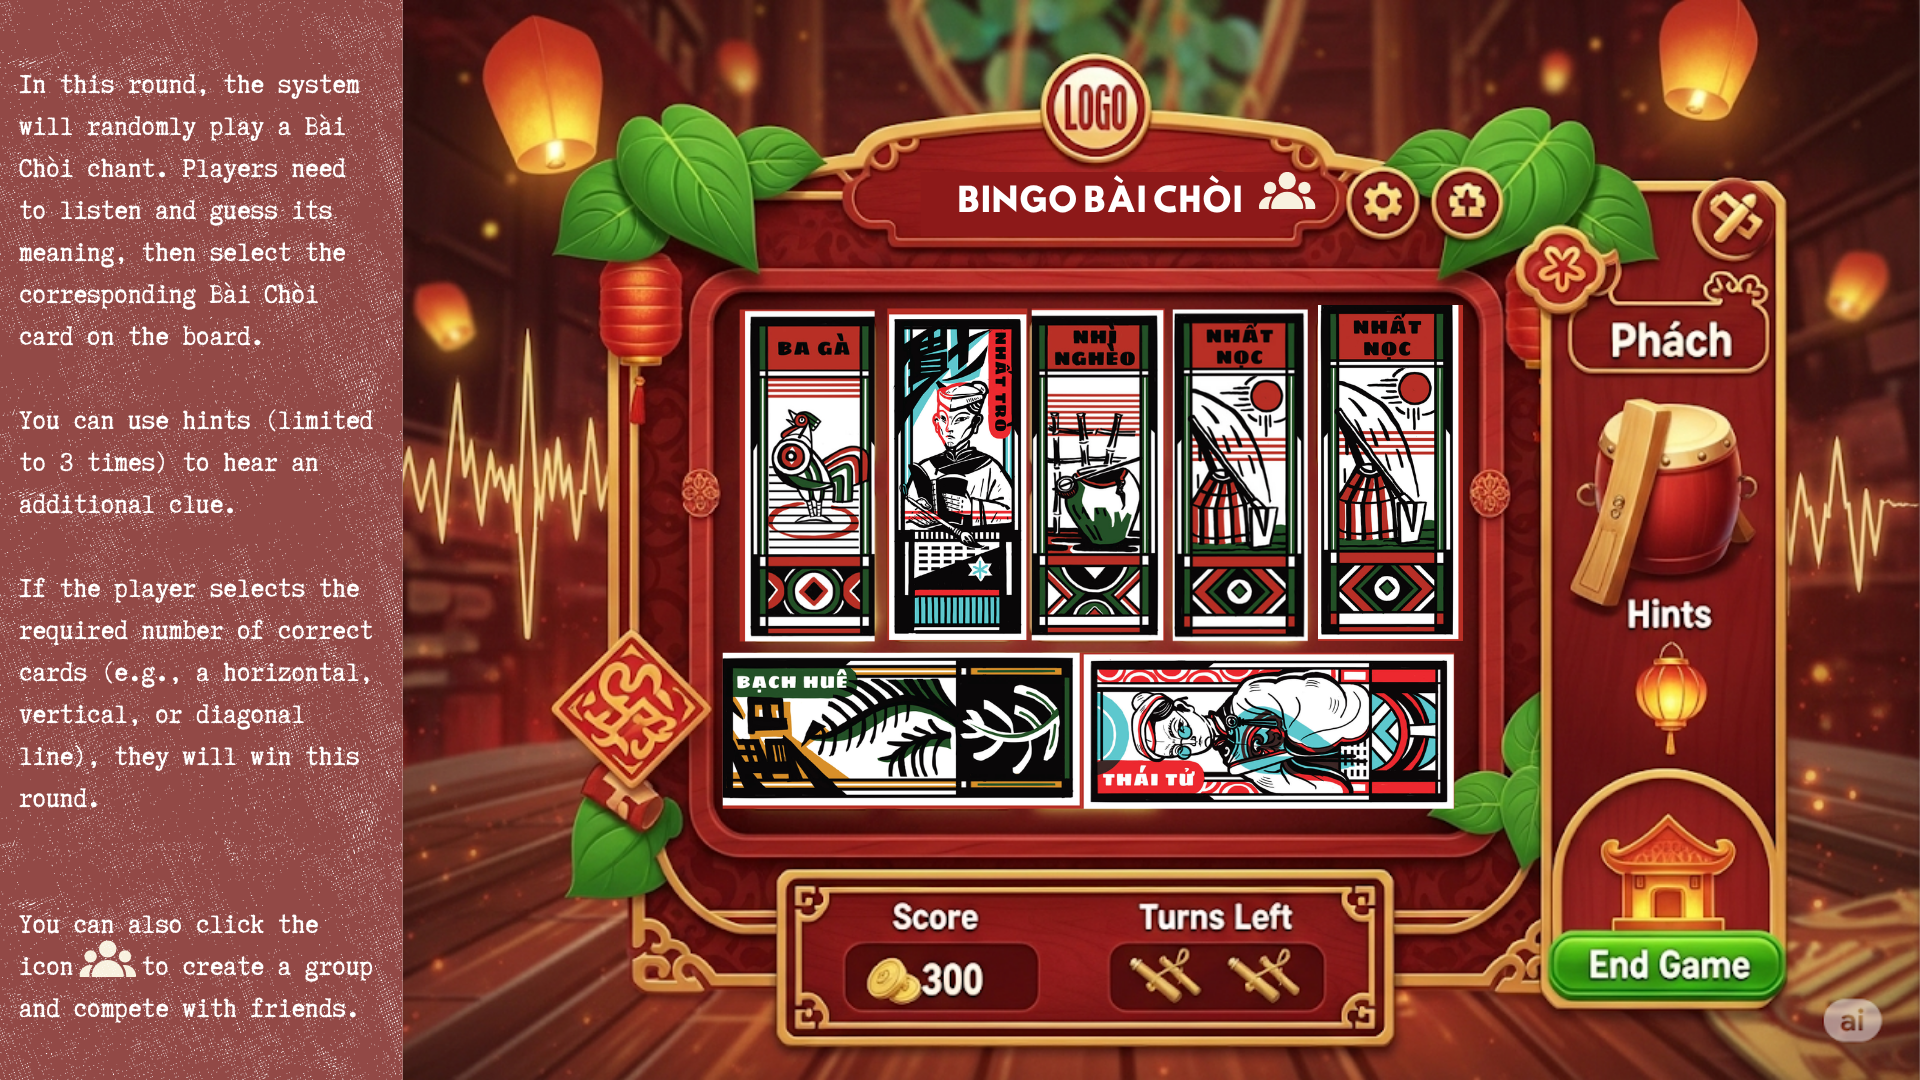 In this round, the system
will randomly play a Bài
Chòi chant. Players need
to listen and guess its
meaning, then select the
corresponding Bài Chòi
card on the board.
You can use hints (limited
to 3 times) to hear an
additional clue.
If the player selects the
required number of correct
cards (e.g., a horizontal,
vertical, or diagonal
line), they will win this
round.
You can also click the
icon to create a group
and compete with friends.
LOGO
BINGO BÀI CHÒI
BA GÀ
NHẤT TRÒ
NHÌ
NGHÈO
NHẤT
NỌC
NHẤT
NỌC
BẠCH HUÊ
THÁI TỬ
Score
300
Turns Left
Phách
Hints
End Game
ai